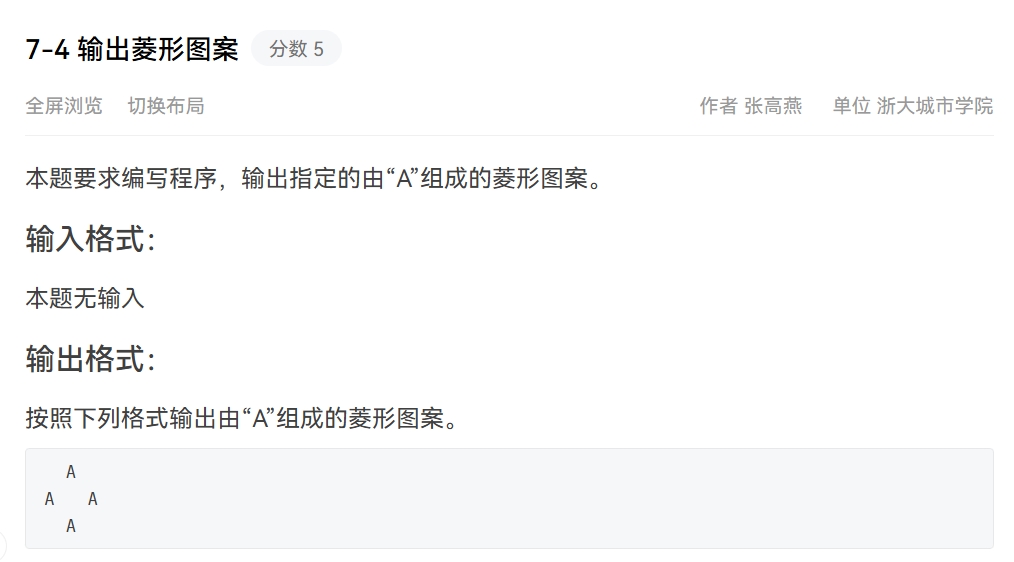 7-4 输出菱形图案 分数 5
全屏浏览 切换布局 作者 张高燕 单位 浙大城市学院
本题要求编写程序，输出指定的由“A”组成的菱形图案。
输入格式：
本题无输入
输出格式：
按照下列格式输出由“A”组成的菱形图案。
  A
A   A
  A